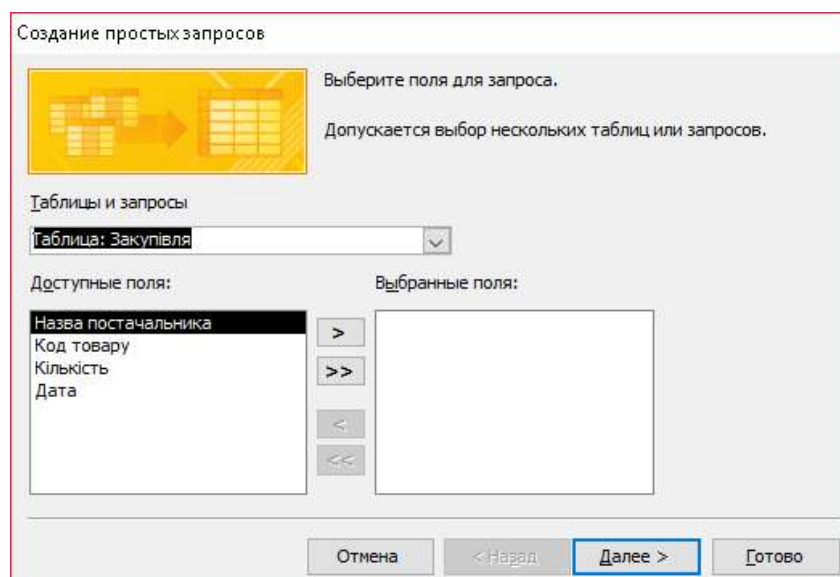 Создание простых запросов
Выберите поля для запроса.
Допускается выбор нескольких таблиц или запросов.
Таблицы и запросы
Таблица: Закупівля
Доступные поля:
Выбранные поля:
Назва постачальника
Код товару
Кількість
Дата
>
>>
<
<<
Отмена
< Назад
Далее >
Готово